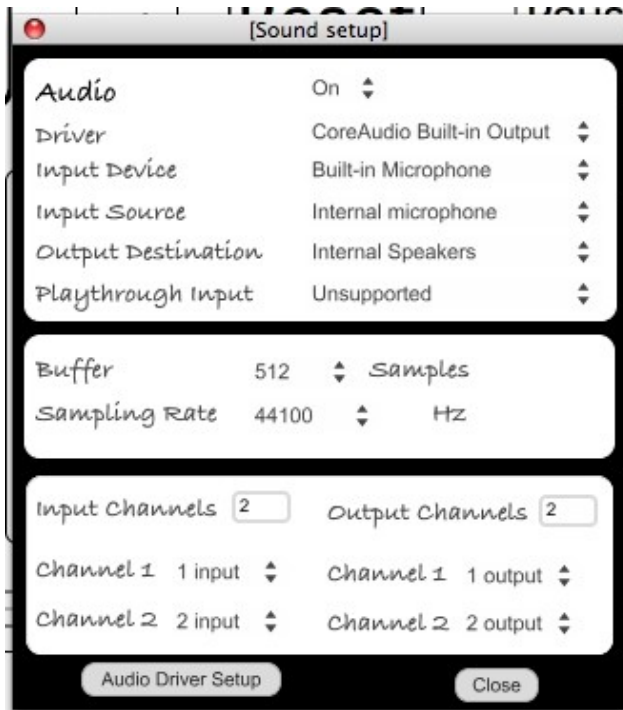 [Sound setup]
Audio On
Driver CoreAudio Built-in Output
Input Device Built-in Microphone
Input Source Internal microphone
Output Destination Internal Speakers
Playthrough Input Unsupported
Buffer 512 Samples
Sampling Rate 44100 Hz
Input Channels 2 Output Channels 2
Channel 1 1 input Channel 1 1 output
Channel 2 2 input Channel 2 2 output
Audio Driver Setup Close